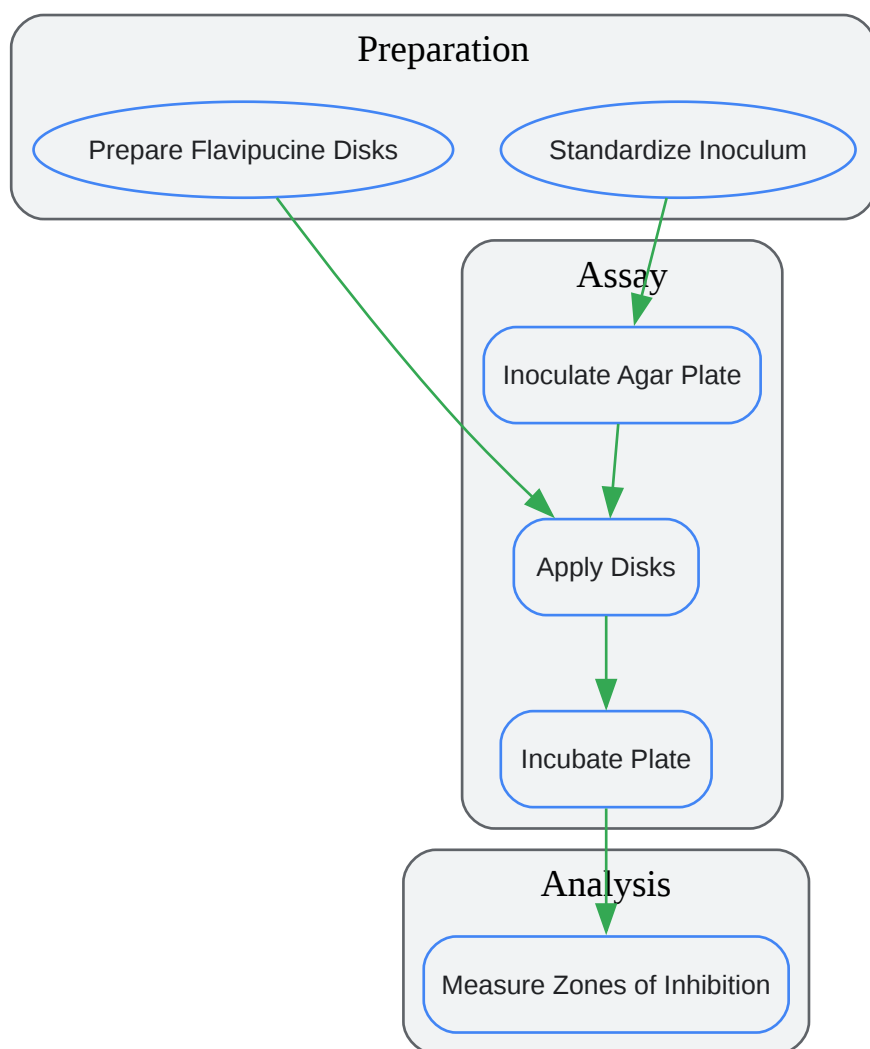 Preparation
Prepare Flavipucine Disks
Standardize Inoculum
Assay
Inoculate Agar Plate
Apply Disks
Incubate Plate
Analysis
Measure Zones of Inhibition